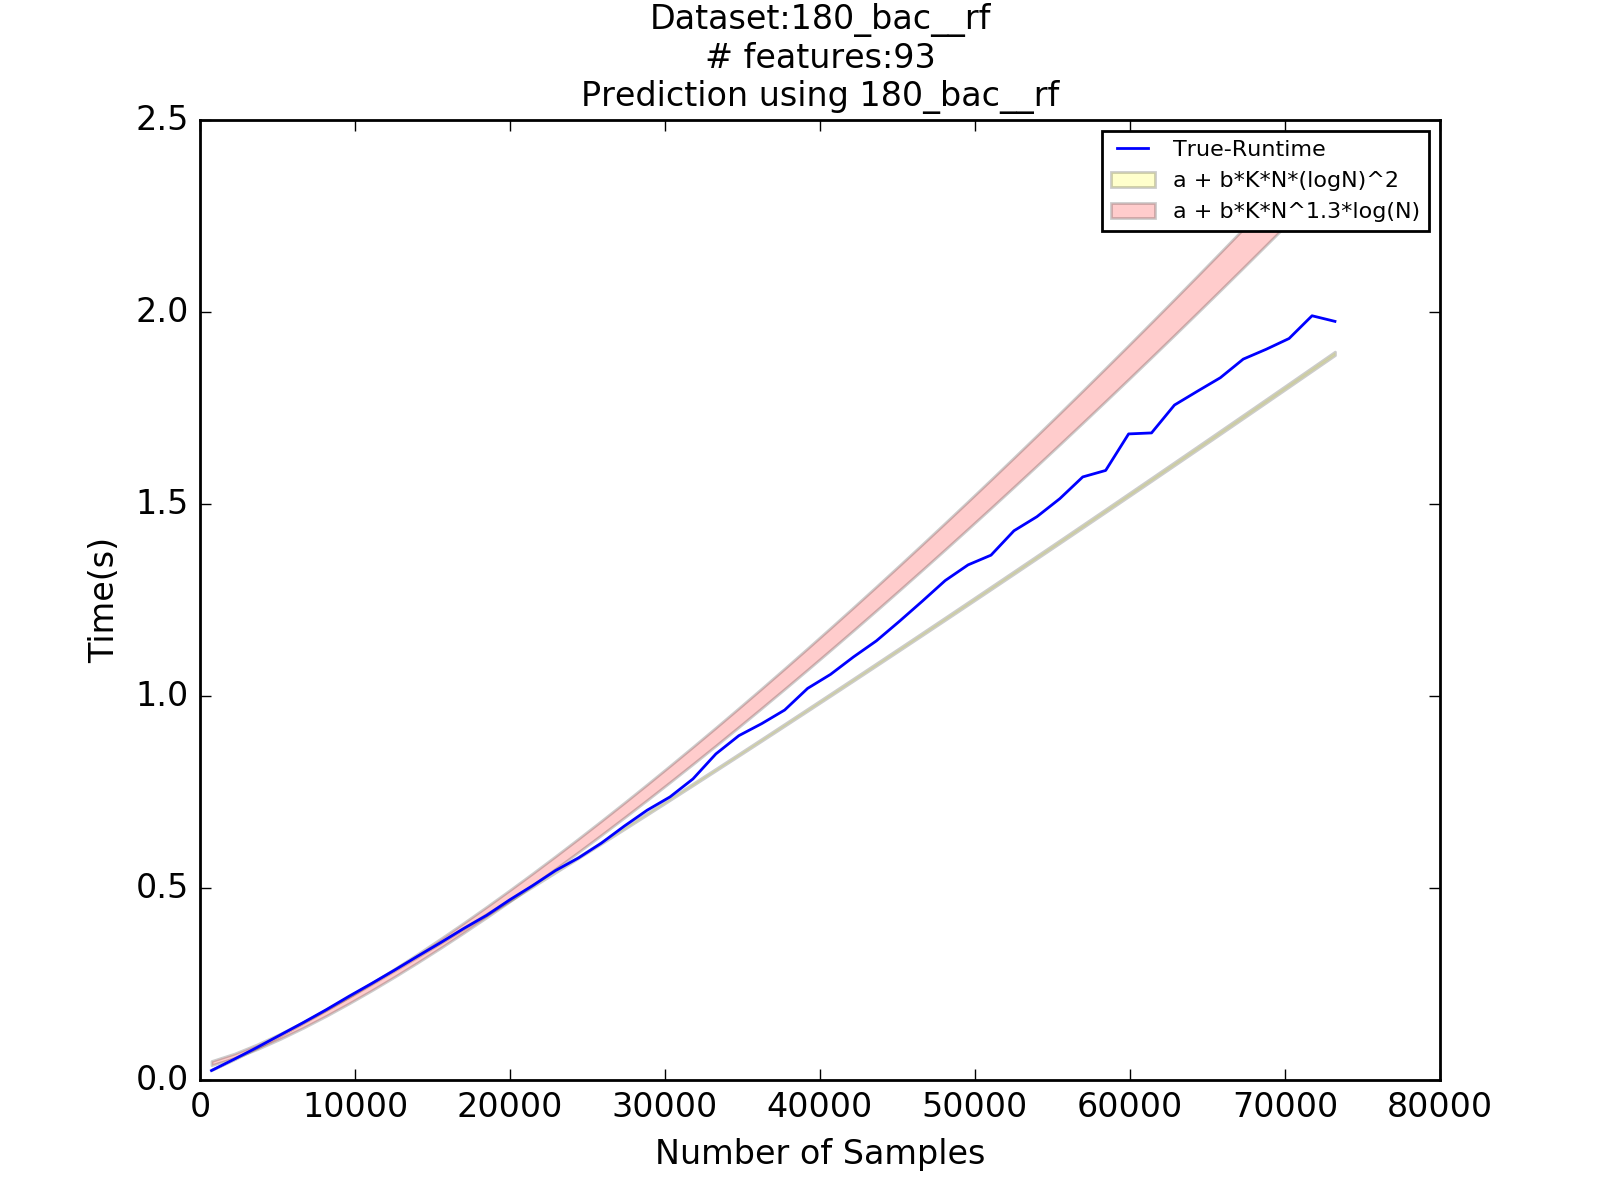 Dataset:180_bac__rf
# features:93
Prediction using 180_bac__rf
2.5
2.0
1.5
1.0
0.5
0.0
Time(s)
True-Runtime
a + b*K*N*(logN)^2
a + b*K*N^1.3*log(N)
0 10000 20000 30000 40000 50000 60000 70000 80000
Number of Samples